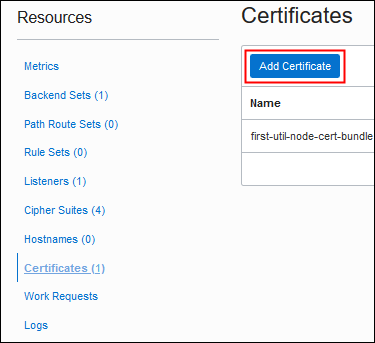 Resources
Metrics
Backend Sets (1)
Path Route Sets (0)
Rule Sets (0)
Listeners (1)
Cipher Suites (4)
Hostnames (0)
Certificates (1)
Work Requests
Logs
Certificates
Add Certificate
Name
first-util-node-cert-bundle